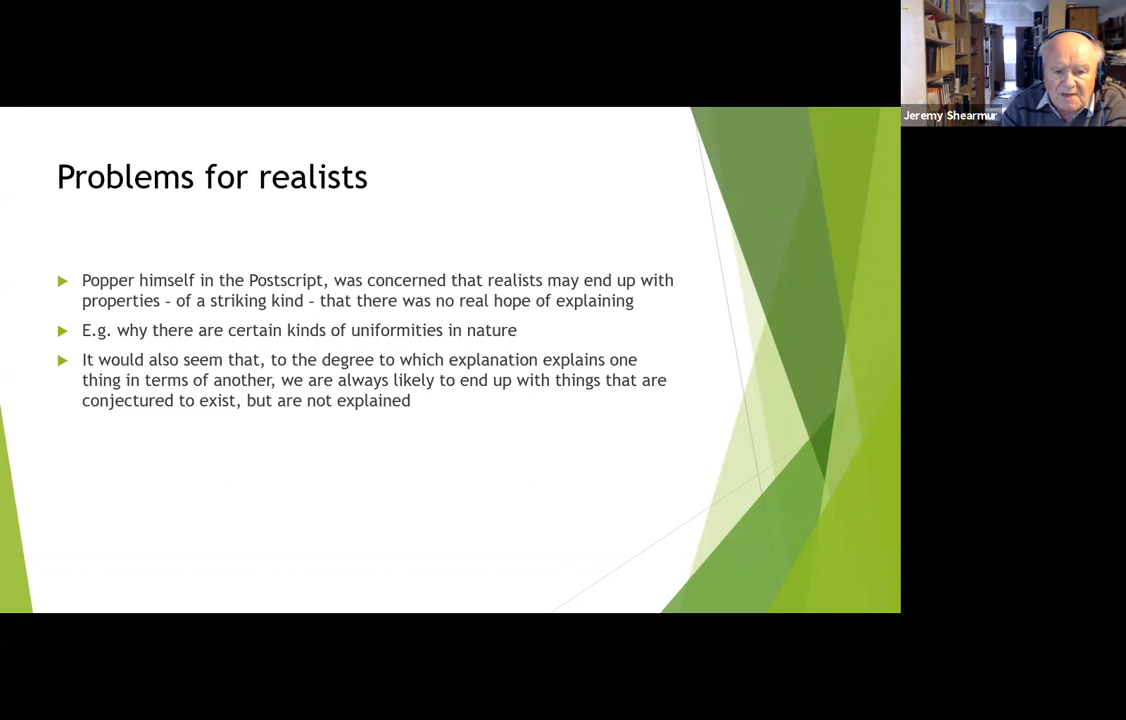 Jeremy Shearmur
Problems for realists
Popper himself in the Postscript, was concerned that realists may end up with
properties – of a striking kind – that there was no real hope of explaining
E.g. why there are certain kinds of uniformities in nature
It would also seem that, to the degree to which explanation explains one
thing in terms of another, we are always likely to end up with things that are
conjectured to exist, but are not explained